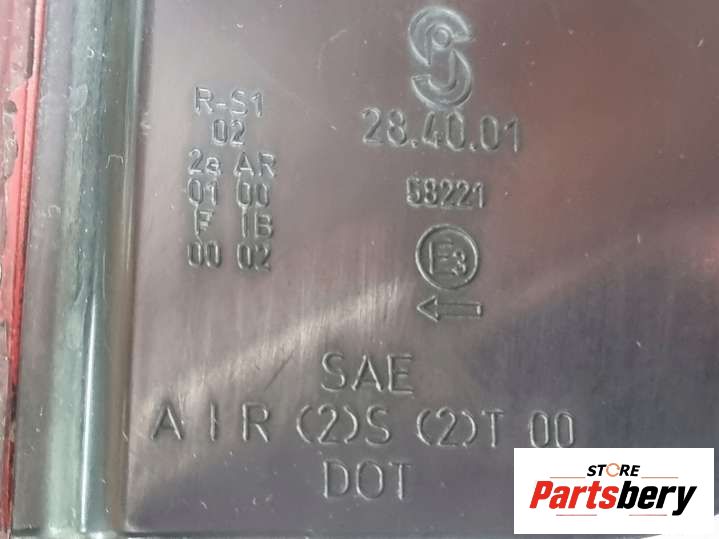 R-S1
02
2a AR
01 00
F IB
00 02
28.40.01
58221
E3
SAE
A I R (2)S (2)T 00
DOT
STORE
Partsbery